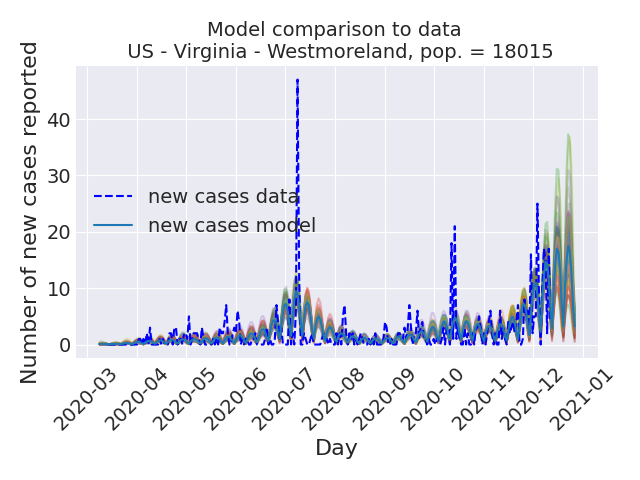 Model comparison to data
US - Virginia - Westmoreland, pop. = 18015
Number of new cases reported
40
30
20
10
0
new cases data
new cases model
2020-03
2020-04
2020-05
2020-06
2020-07
2020-08
2020-09
2020-10
2020-11
2020-12
2021-01
Day